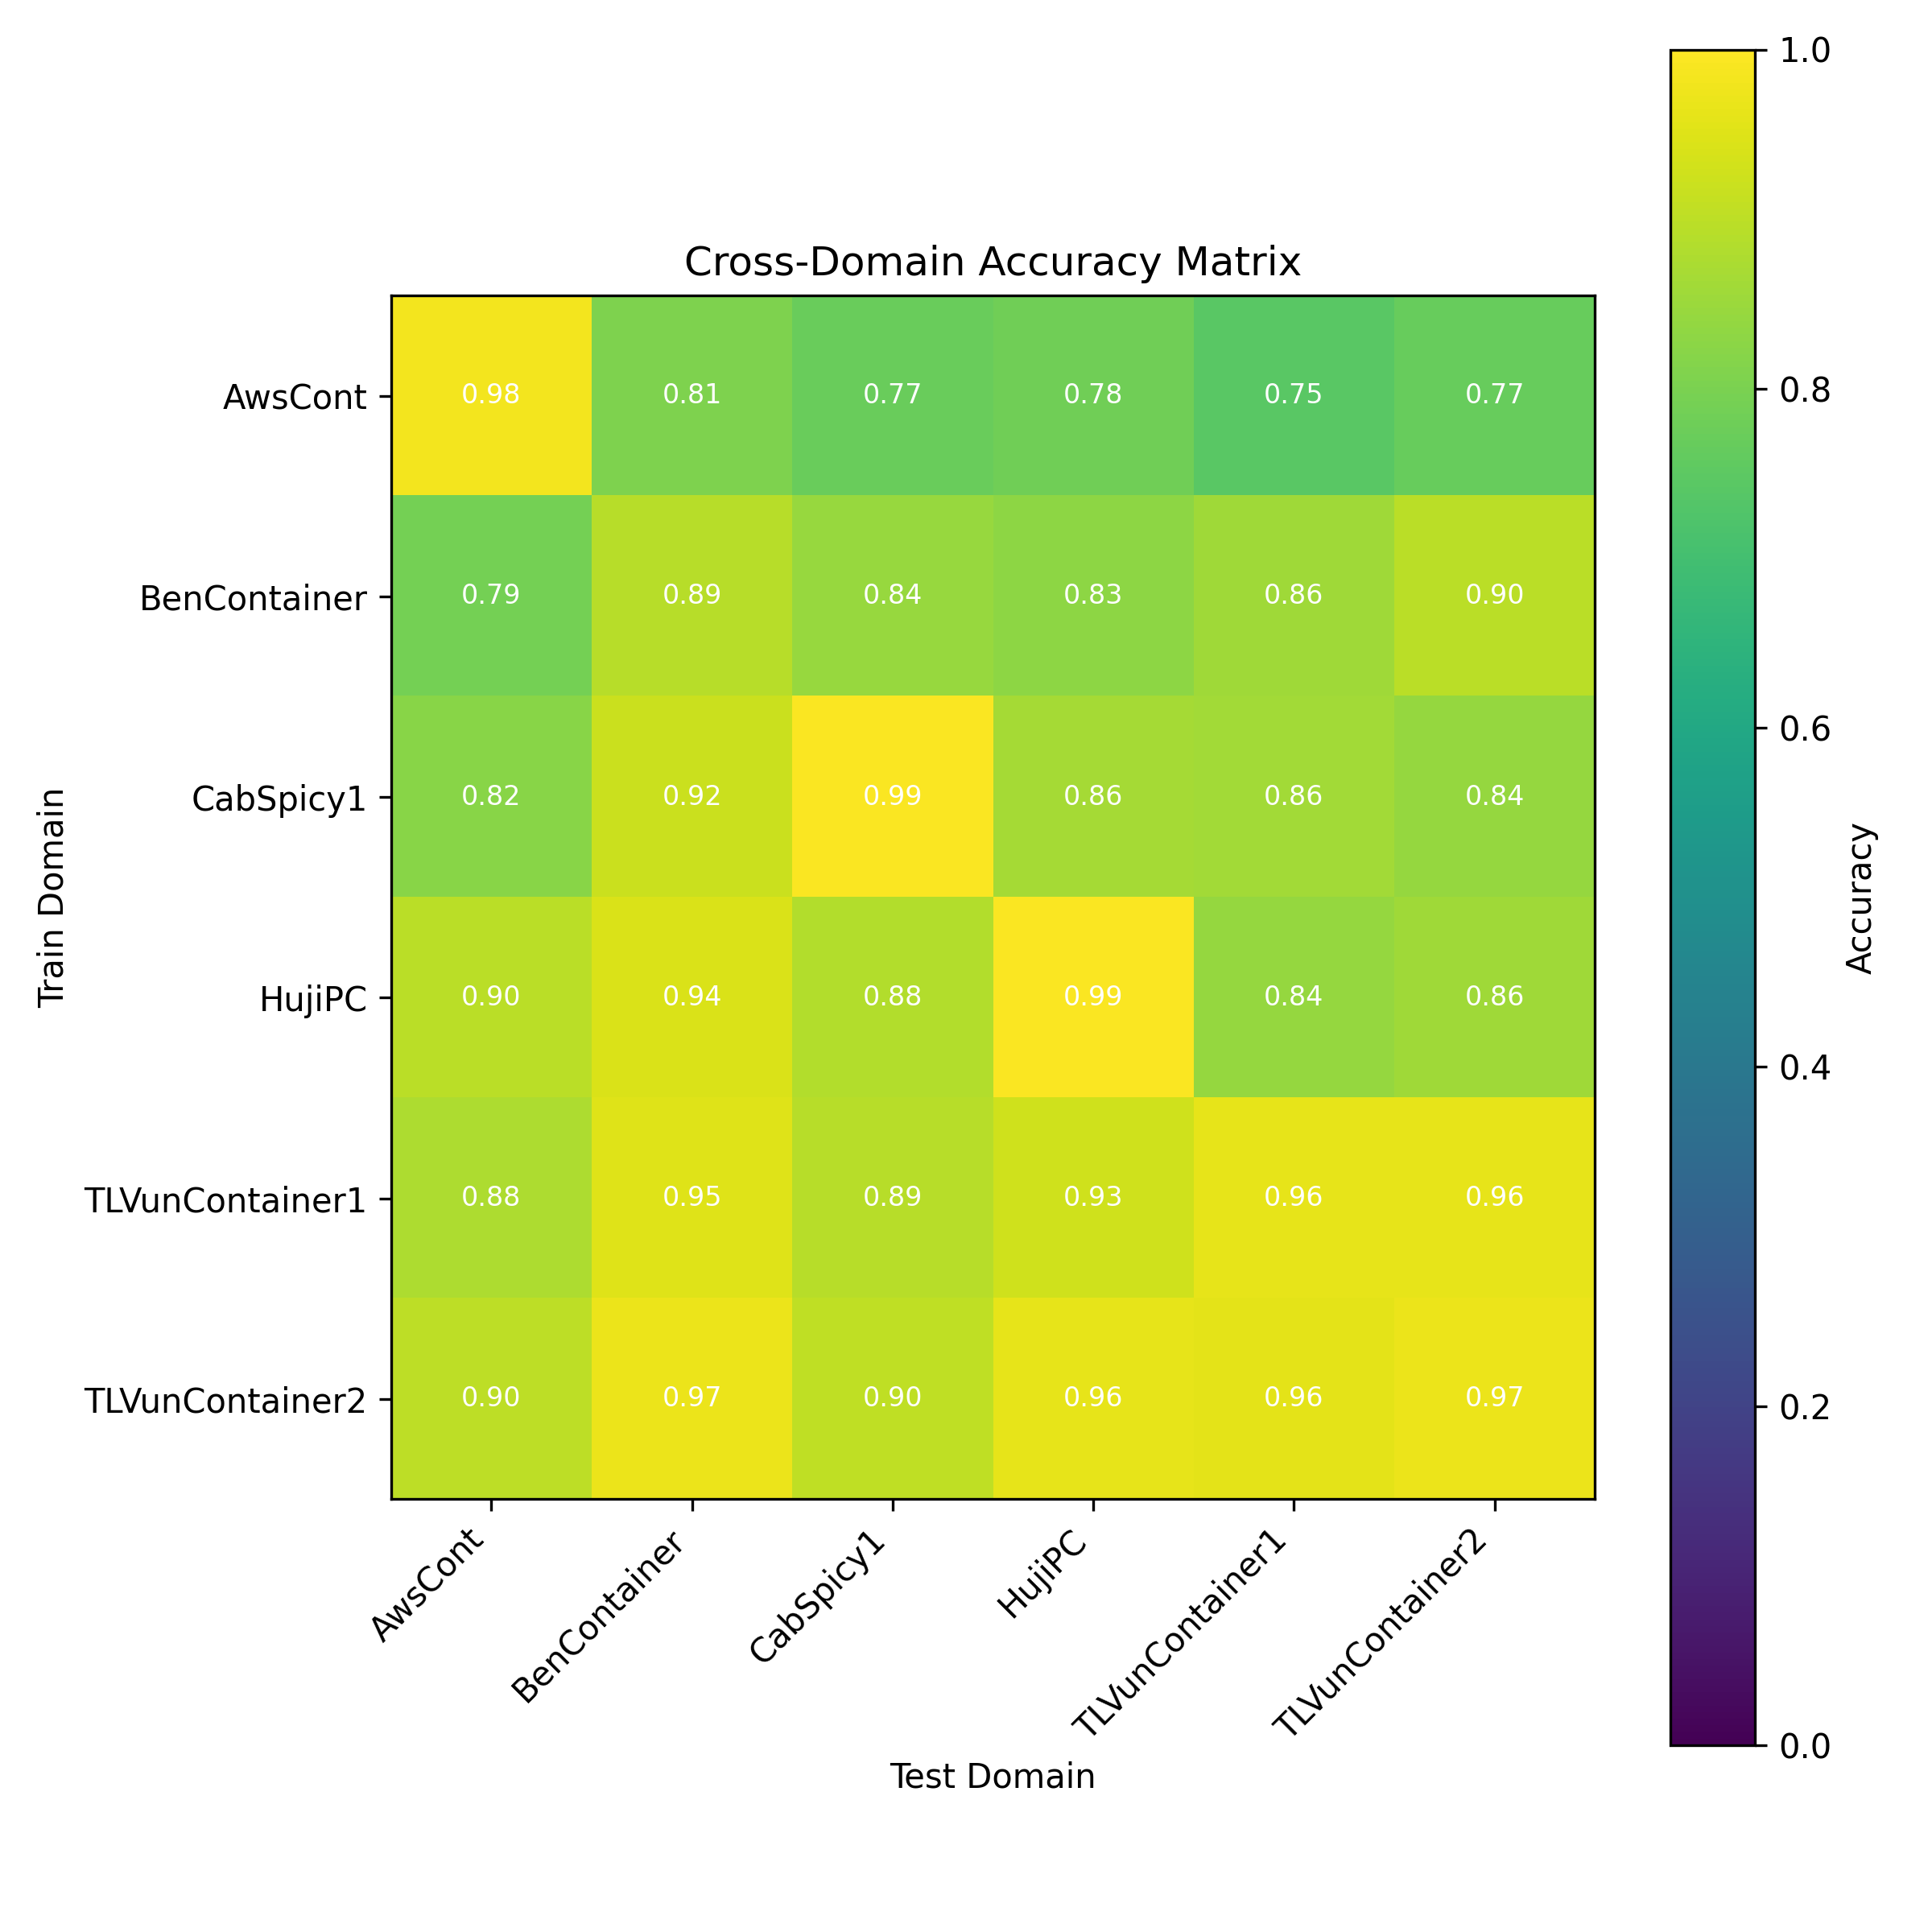 Cross-Domain Accuracy Matrix
1.0
0.8
0.6
0.4
0.2
0.0
Accuracy
Train Domain
AwsCont 0.98 0.81 0.77 0.78 0.75 0.77
BenContainer 0.79 0.89 0.84 0.83 0.86 0.90
CabSpicy1 0.82 0.92 0.99 0.86 0.86 0.84
HujiPC 0.90 0.94 0.88 0.99 0.84 0.86
TLVunContainer1 0.88 0.95 0.89 0.93 0.96 0.96
TLVunContainer2 0.90 0.97 0.90 0.96 0.96 0.97
AwsCont
BenContainer
CabSpicy1
HujiPC
TLVunContainer1
TLVunContainer2
Test Domain